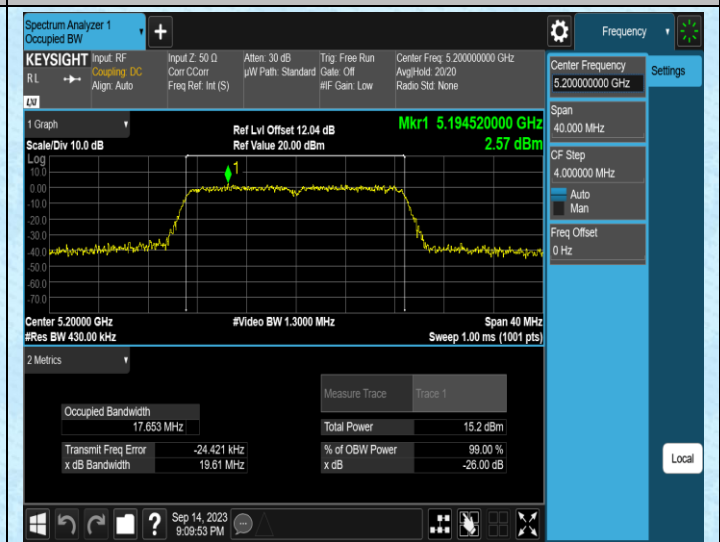 Spectrum Analyzer 1
Occupied BW
+
Frequency
KEYSIGHT
RL
LXI
Input: RF
Coupling: DC
Align: Auto
Input Z: 50 Ω
Corr CCorr
Freq Ref: Int (S)
Atten: 30 dB
µW Path: Standard
Trig: Free Run
Gate: Off
#IF Gain: Low
Center Freq: 5.200000000 GHz
Avg|Hold: 20/20
Radio Std: None
Center Frequency
5.200000000 GHz
Settings
Span
40.000 MHz
CF Step
4.000000 MHz
Auto
Man
Freq Offset
0 Hz
Local
1 Graph
Scale/Div 10.0 dB
Ref Lvl Offset 12.04 dB
Ref Value 20.00 dBm
Mkr1 5.194520000 GHz
2.57 dBm
Log
10.0
0.00
-10.0
-20.0
-30.0
-40.0
-50.0
-60.0
-70.0
1
Center 5.20000 GHz
#Res BW 430.00 kHz
#Video BW 1.3000 MHz
Span 40 MHz
Sweep 1.00 ms (1001 pts)
2 Metrics
Measure Trace Trace 1
Occupied Bandwidth
17.653 MHz
Total Power 15.2 dBm
Transmit Freq Error -24.421 kHz
% of OBW Power 99.00 %
x dB Bandwidth 19.61 MHz
x dB -26.00 dB
?
Sep 14, 2023
9:09:53 PM